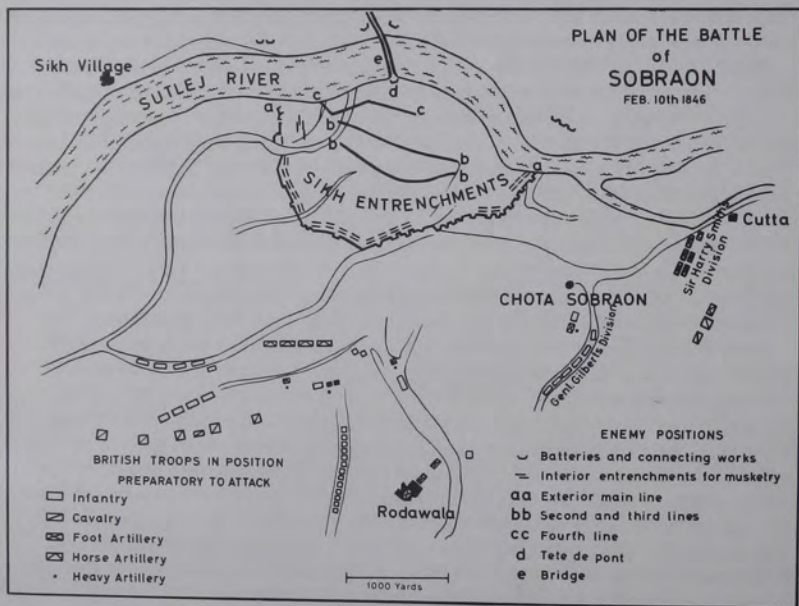 PLAN OF THE BATTLE
of
SOBRAON
FEB. 10TH 1846
Sikh Village
SUTLEJ RIVER
e
d
c
c
a
b
b
b
b
a
SIKH ENTRENCHMENTS
Cutta
Sir Harry Smiths
Division
CHOTA SOBRAON
Genl. Gilberts Division
Rodawala
BRITISH TROOPS IN POSITION
PREPARATORY TO ATTACK
Infantry
Cavalry
Foot Artillery
Horse Artillery
Heavy Artillery
1000 Yards
ENEMY POSITIONS
Batteries and connecting works
Interior entrenchments for musketry
aa Exterior main line
bb Second and third lines
cc Fourth line
d Tete de pont
e Bridge